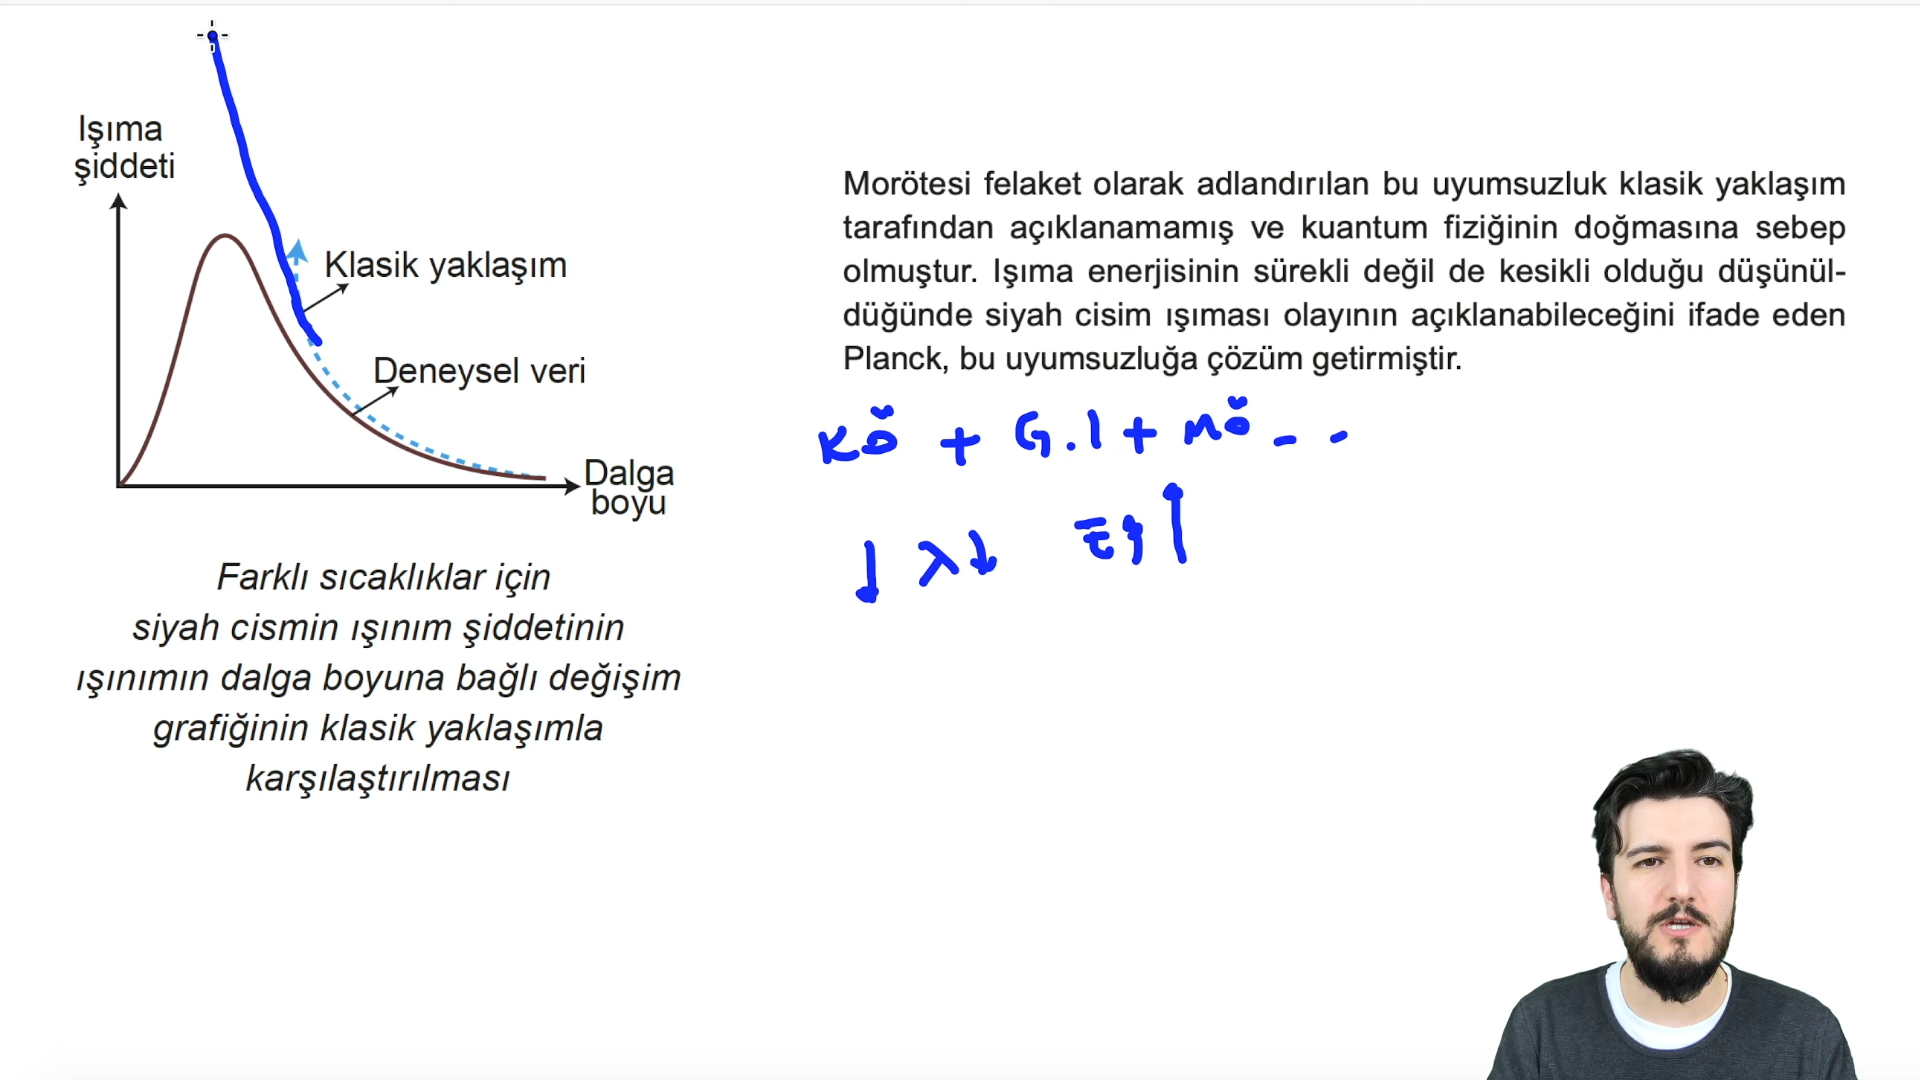 Işıma
şiddeti
Klasik yaklaşım
Deneysel veri
Dalga
boyu
Farklı sıcaklıklar için
siyah cismin ışınım şiddetinin
ışınımın dalga boyuna bağlı değişim
grafiğinin klasik yaklaşımla
karşılaştırılması
Morötesi felaket olarak adlandırılan bu uyumsuzluk klasik yaklaşım
tarafından açıklanamamış ve kuantum fiziğinin doğmasına sebep
olmuştur. Işıma enerjisinin sürekli değil de kesikli olduğu düşünül-
düğünde siyah cisim ışıması olayının açıklanabileceğini ifade eden
Planck, bu uyumsuzluğa çözüm getirmiştir.
KÖ + G.I + MÖ - -
↓ λ↓